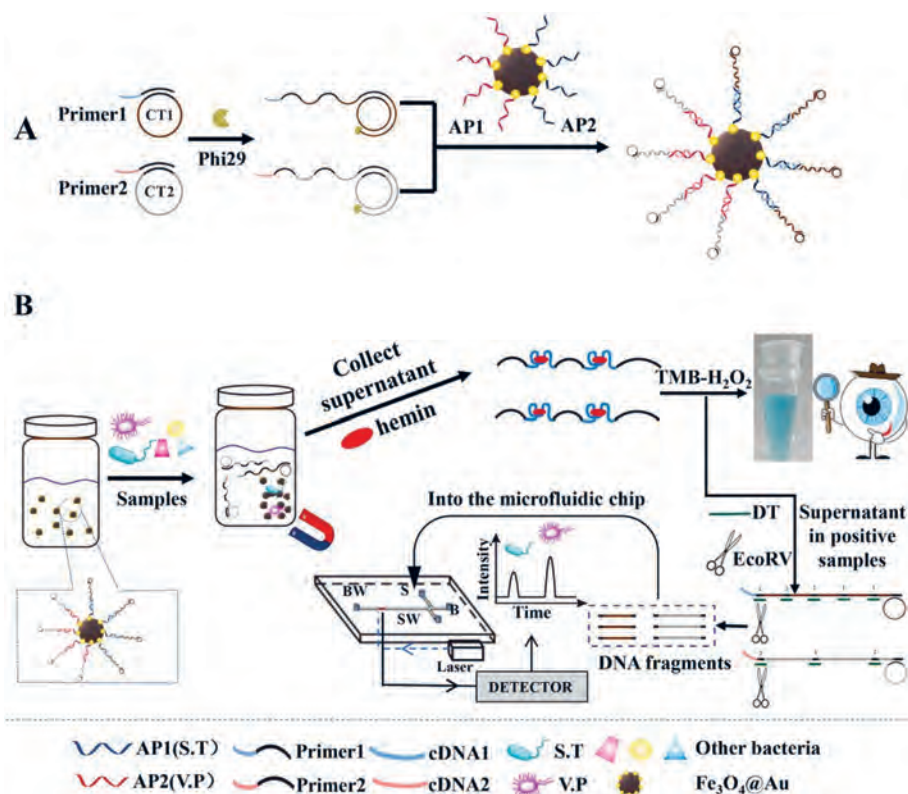 A
Primer1
CT1
Primer2
CT2
Phi29
AP1
AP2
B
Samples
Collect
supernatant
hemin
TMB-H₂O₂
Into the microfluidic chip
DT
EcoRV
Supernatant
in positive
samples
BW
S
SW
B
Laser
DETECTOR
Intensity
Time
DNA fragments
AP1(S.T)
Primer1
cDNA1
S.T
Other bacteria
AP2(V.P)
Primer2
cDNA2
V.P
Fe₃O₄@Au